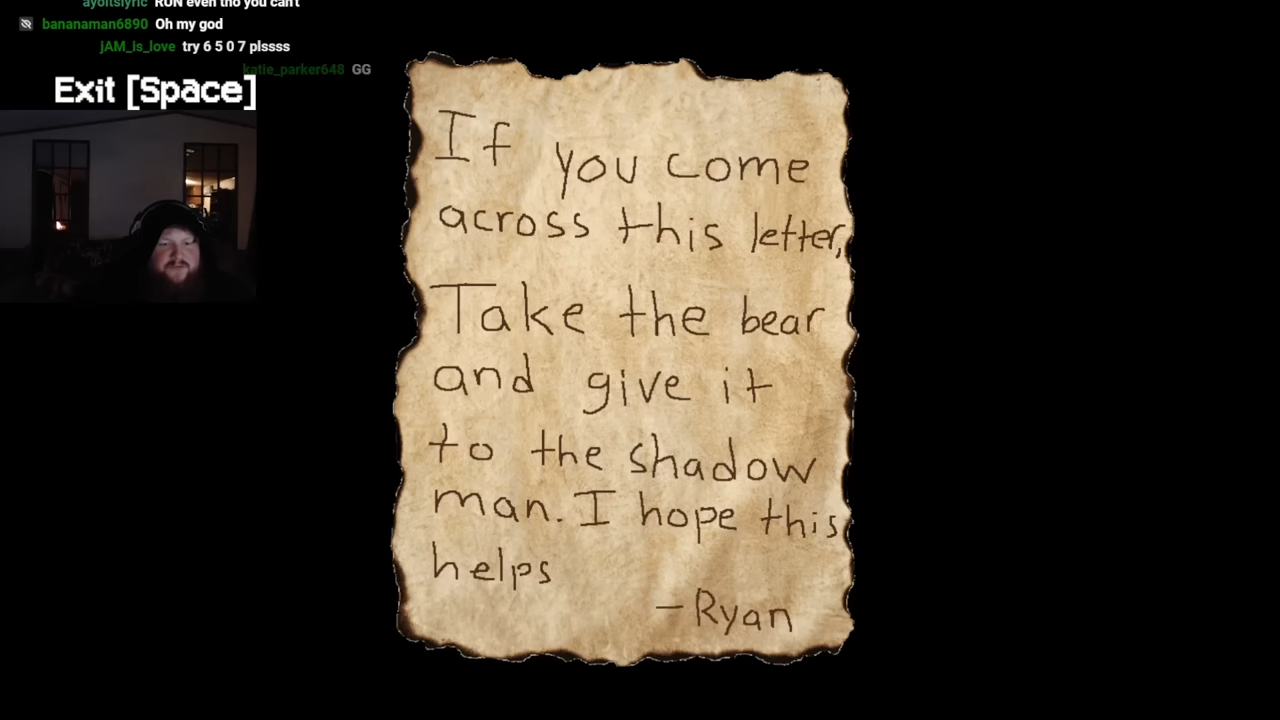 ayoitslyric RUN even tho you can't
bananaman6890 Oh my god
jAM_is_love try 6 5 0 7 plssss
katie_parker648 GG
Exit [Space]
If you come
across this letter,
Take the bear
and give it
to the shadow
man. I hope this
helps
-Ryan